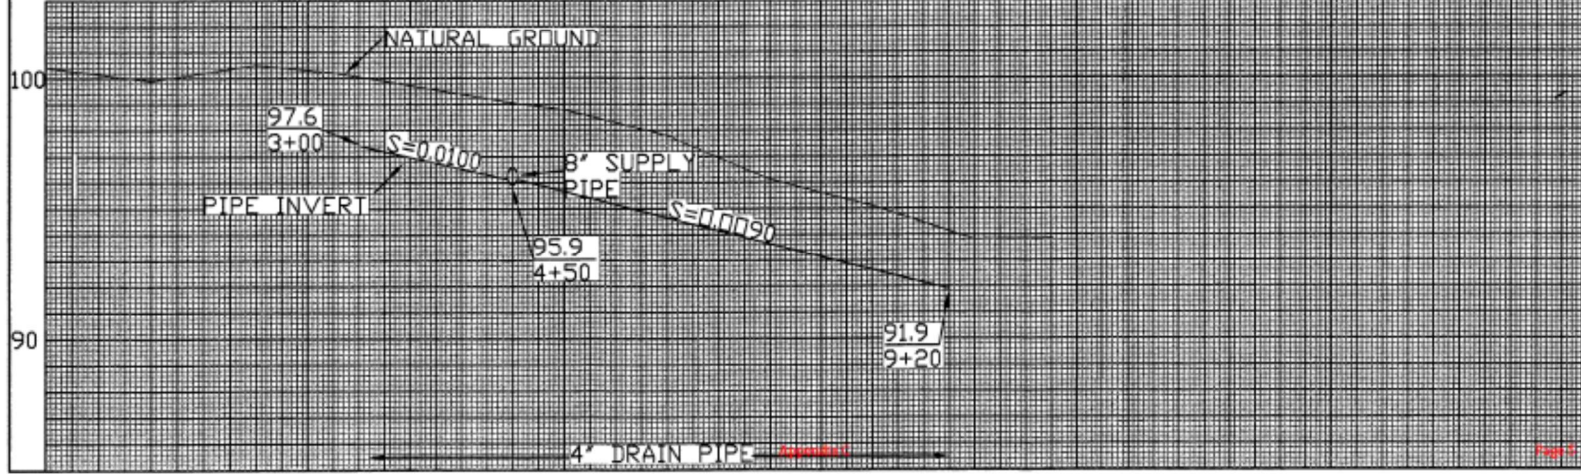 NATURAL GROUND
100
97.6
3+00
S=0.0100
8" SUPPLY
PIPE
PIPE INVERT
S=0.0090
95.9
4+50
90
91.9
9+20
4" DRAIN PIPE
Appendix C